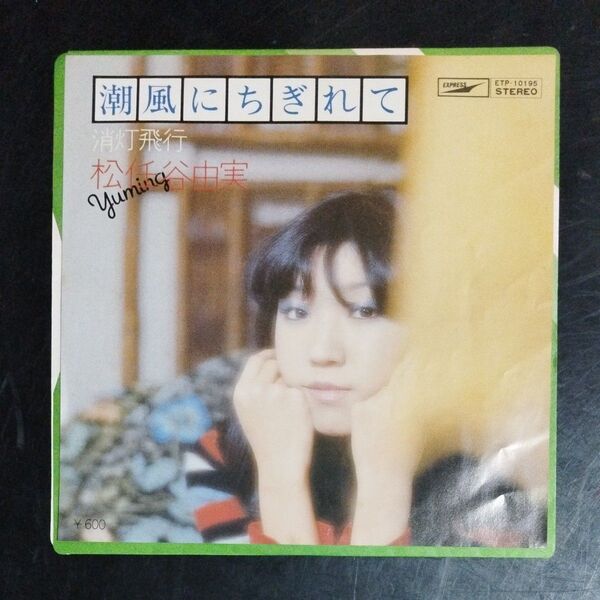 潮風にちぎれて
消灯飛行
松任谷由実
Yuming
EXPRESS
ETP-10195
STEREO
¥600